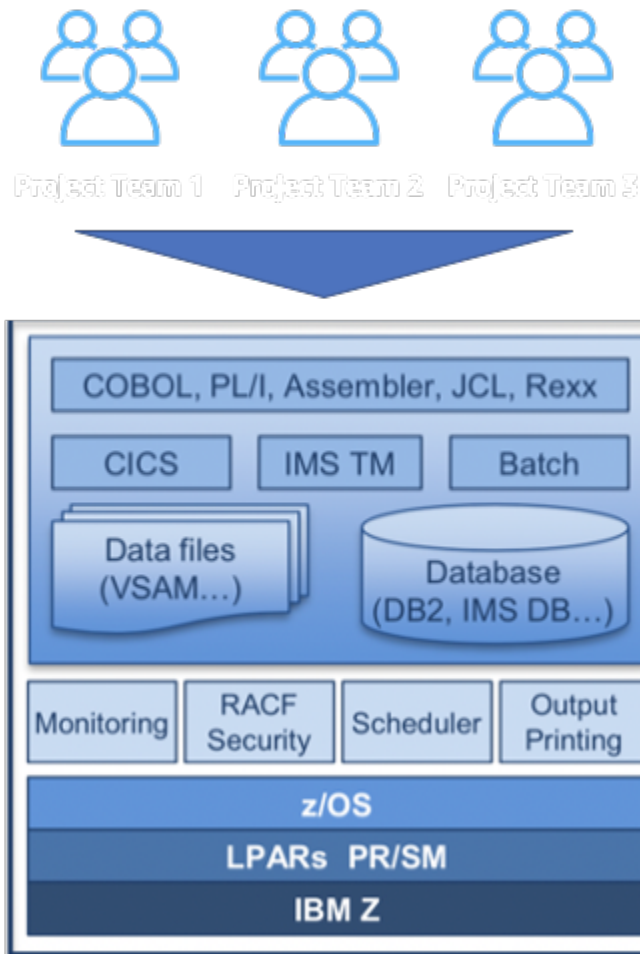 Project Team 1
Project Team 2
Project Team 3
COBOL, PL/I, Assembler, JCL, Rexx
CICS
IMS TM
Batch
Data files
(VSAM...)
Database
(DB2, IMS DB...)
Monitoring
RACF
Security
Scheduler
Output
Printing
z/OS
LPARs PR/SM
IBM Z